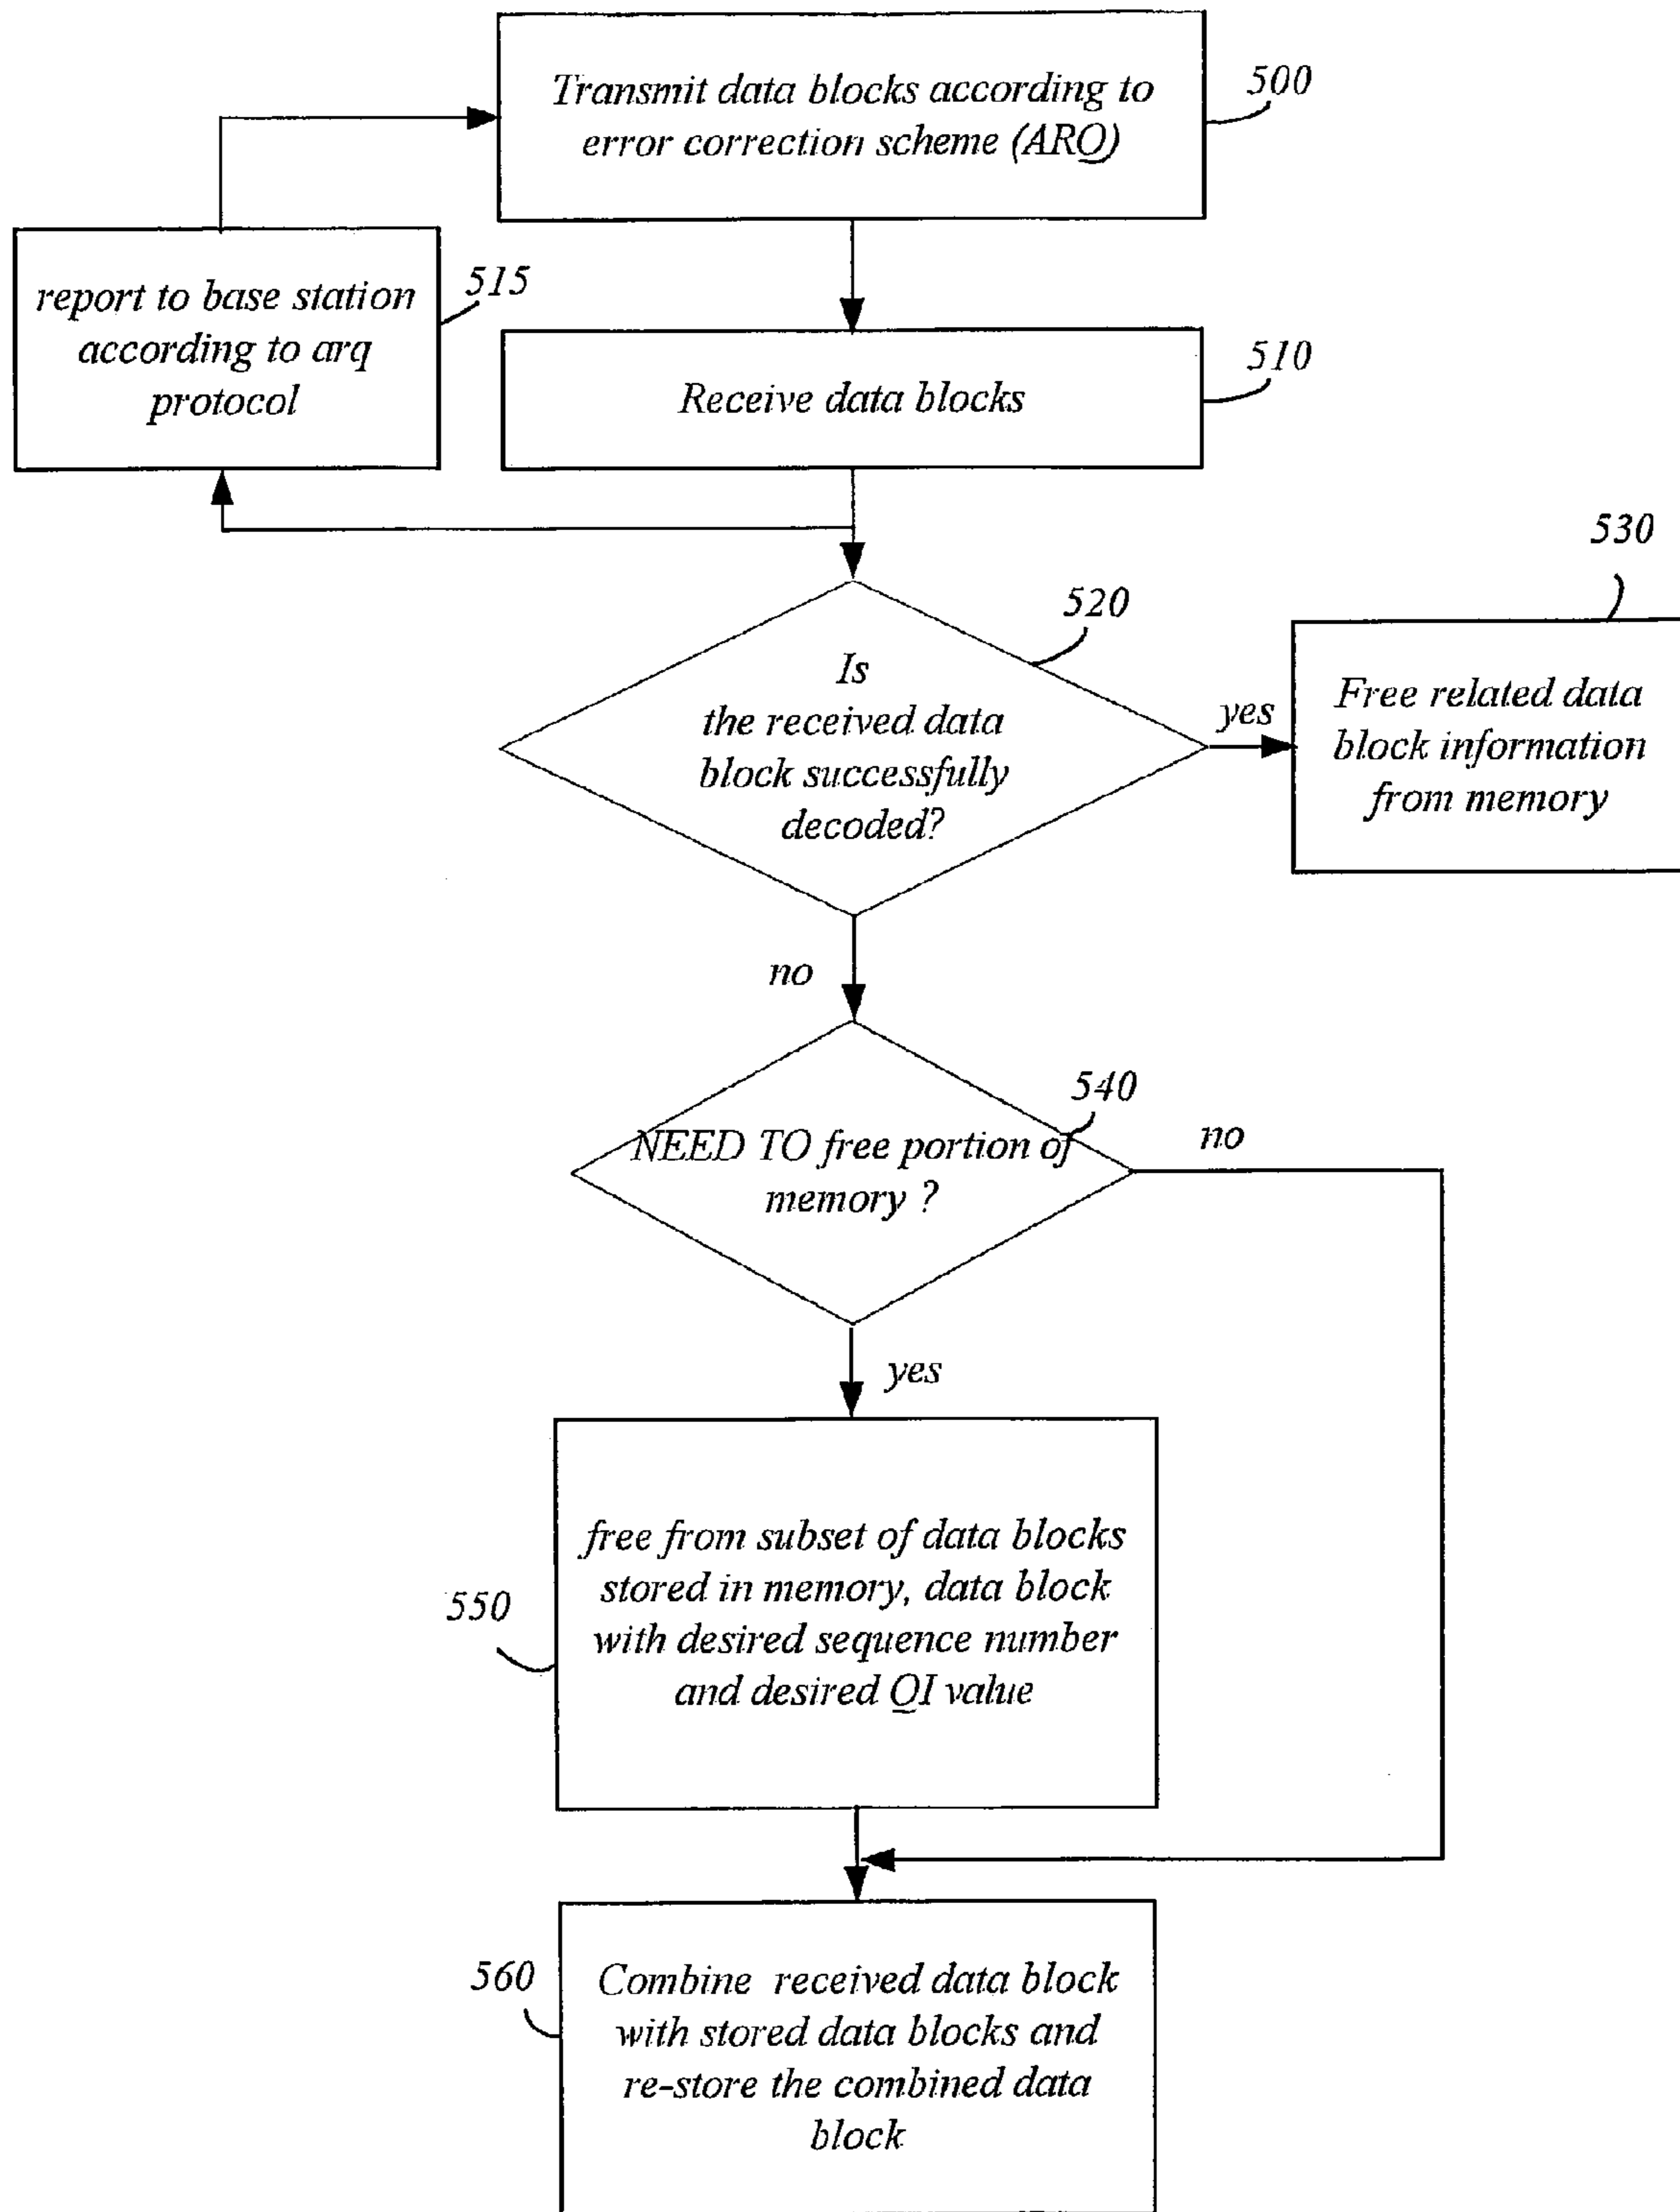 Transmit data blocks according to
error correction scheme (ARQ)
500
report to base station
according to arq
protocol
515
Receive data blocks
510
530
520
Is
the received data
block successfully
decoded?
yes
Free related data
block information
from memory
no
540
NEED TO free portion of
memory ?
no
yes
free from subset of data blocks
stored in memory, data block
with desired sequence number
and desired QI value
550
560
Combine received data block
with stored data blocks and
re-store the combined data
block